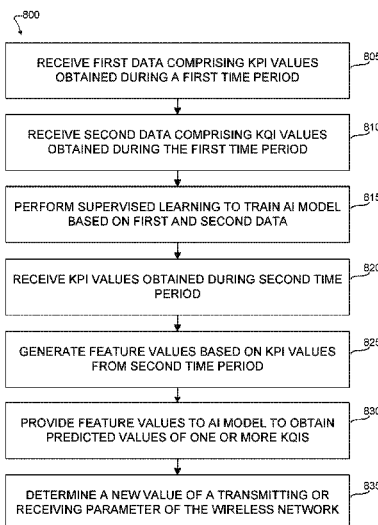 800
RECEIVE FIRST DATA COMPRISING KPI VALUES
OBTAINED DURING A FIRST TIME PERIOD
805
RECEIVE SECOND DATA COMPRISING KQI VALUES
OBTAINED DURING THE FIRST TIME PERIOD
810
PERFORM SUPERVISED LEARNING TO TRAIN AI MODEL
BASED ON FIRST AND SECOND DATA
815
RECEIVE KPI VALUES OBTAINED DURING SECOND TIME
PERIOD
820
GENERATE FEATURE VALUES BASED ON KPI VALUES
FROM SECOND TIME PERIOD
825
PROVIDE FEATURE VALUES TO AI MODEL TO OBTAIN
PREDICTED VALUES OF ONE OR MORE KQIS
830
DETERMINE A NEW VALUE OF A TRANSMITTING OR
RECEIVING PARAMETER OF THE WIRELESS NETWORK
835